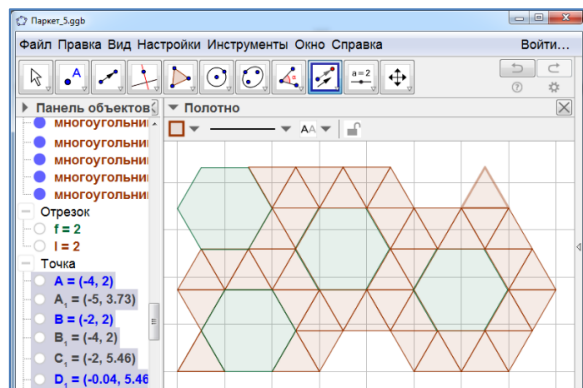 Паркет_5.ggb
Файл Правка Вид Настройки Инструменты Окно Справка Войти...
A
a = 2
Панель объектов
Полотно
AA
многоугольни
многоугольни
многоугольни
многоугольни
многоугольни
Отрезок
f = 2
l = 2
Точка
A = (-4, 2)
A₁ = (-5, 3.73)
B = (-2, 2)
B₁ = (-4, 2)
C₁ = (-2, 5.46)
D₁ = (-0.04, 5.46